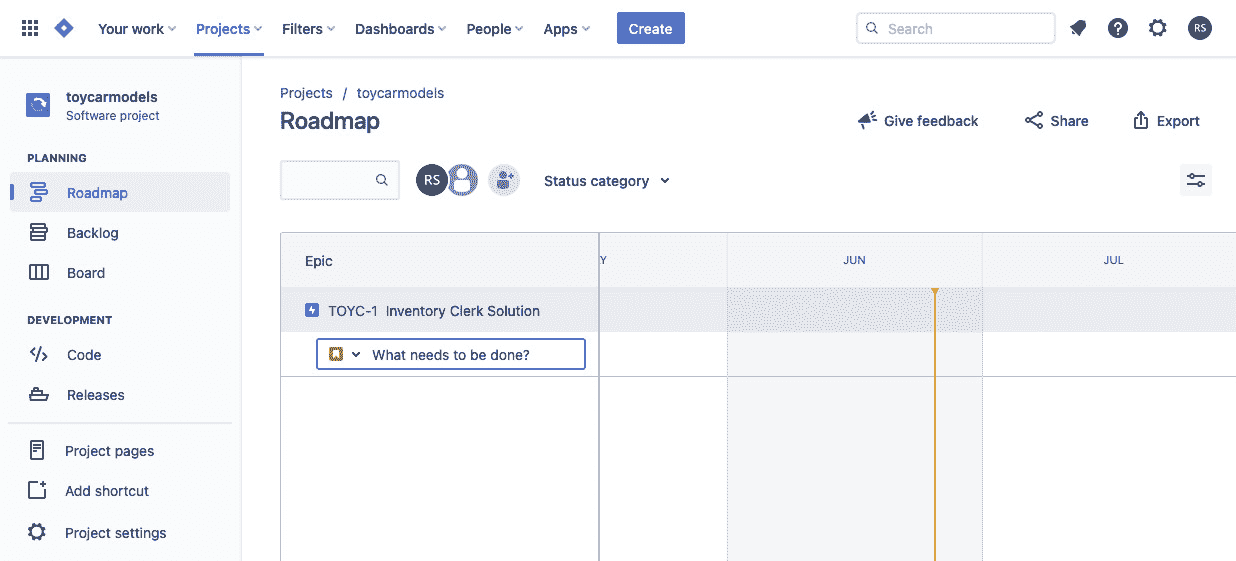 Your work Projects Filters Dashboards People Apps Create Search RS
toycarmodels
Software project
PLANNING
Roadmap
Backlog
Board
DEVELOPMENT
Code
Releases
Project pages
Add shortcut
Project settings
Projects / toycarmodels
Roadmap
Give feedback Share Export
RS Status category
Epic Y JUN JUL
TOYC-1 Inventory Clerk Solution
What needs to be done?